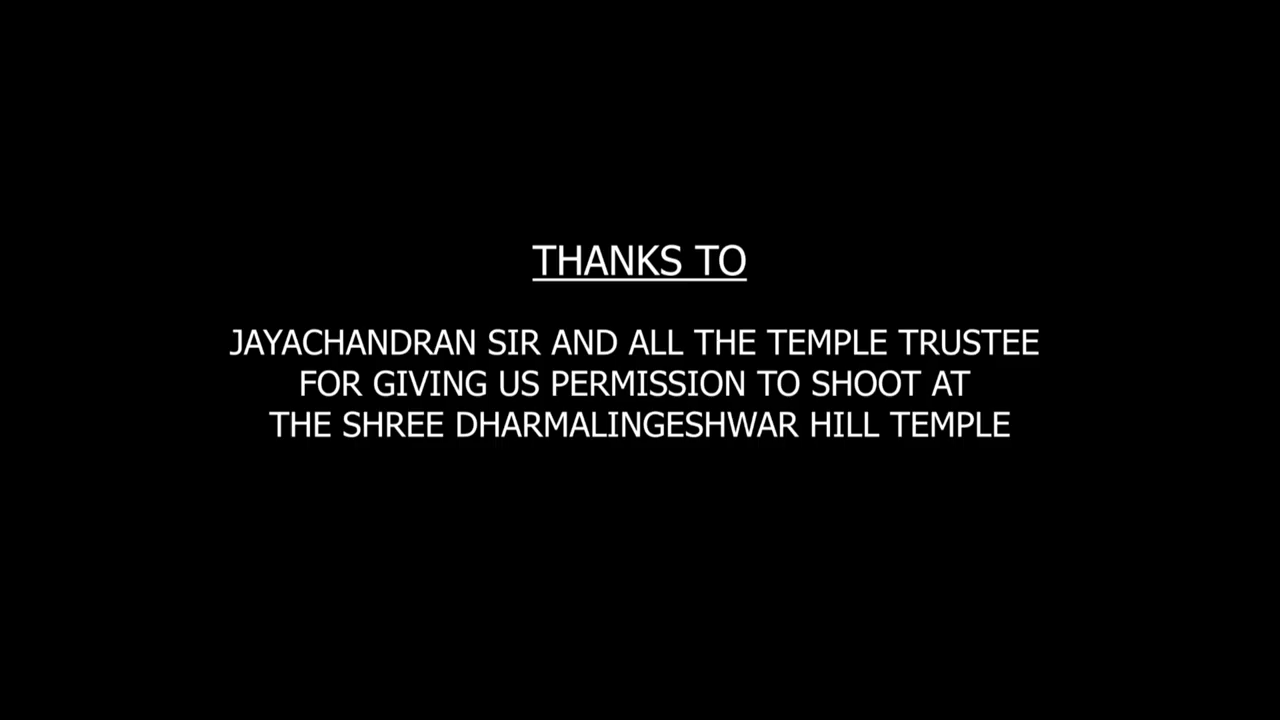 THANKS TO
JAYACHANDRAN SIR AND ALL THE TEMPLE TRUSTEE
FOR GIVING US PERMISSION TO SHOOT AT
THE SHREE DHARMALINGESHWAR HILL TEMPLE